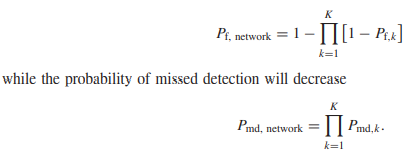 P_{f, network} = 1 − ∏_{k=1}^{K} [1 − P_{f,k}]
while the probability of missed detection will decrease
P_{md, network} = ∏_{k=1}^{K} P_{md,k}.